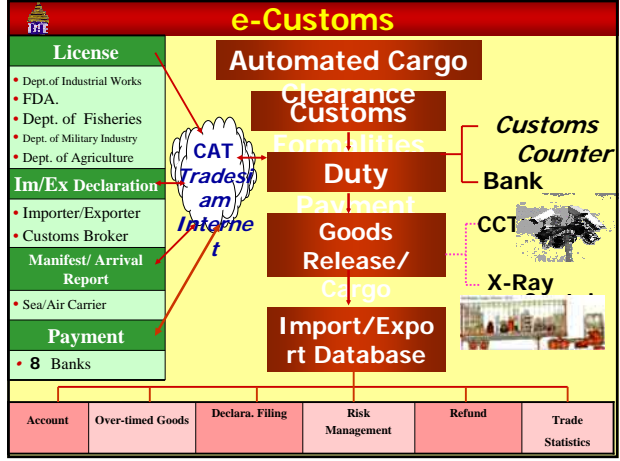 e-Customs
License
• Dept.of Industrial Works
• FDA.
• Dept. of Fisheries
• Dept. of Military Industry
• Dept. of Agriculture
Im/Ex Declaration
• Importer/Exporter
• Customs Broker
Manifest/ Arrival
Report
• Sea/Air Carrier
Payment
• 8 Banks
CAT
Tradesi
am
Interne
t
Automated Cargo
Clearance
Customs
Formalities
Duty
Payment
Goods
Release/
Cargo
Import/Expo
rt Database
Customs
Counter
Bank
CCT
X-Ray
Account
Over-timed Goods
Declara. Filing
Risk
Management
Refund
Trade
Statistics